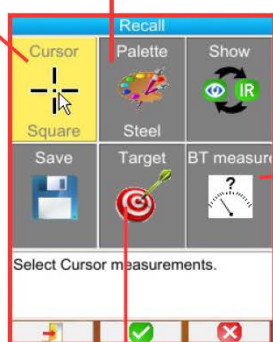 Recall
Cursor Palette Show
IR
Square Steel
Save Target BT measure
?
Select Cursor measurements.